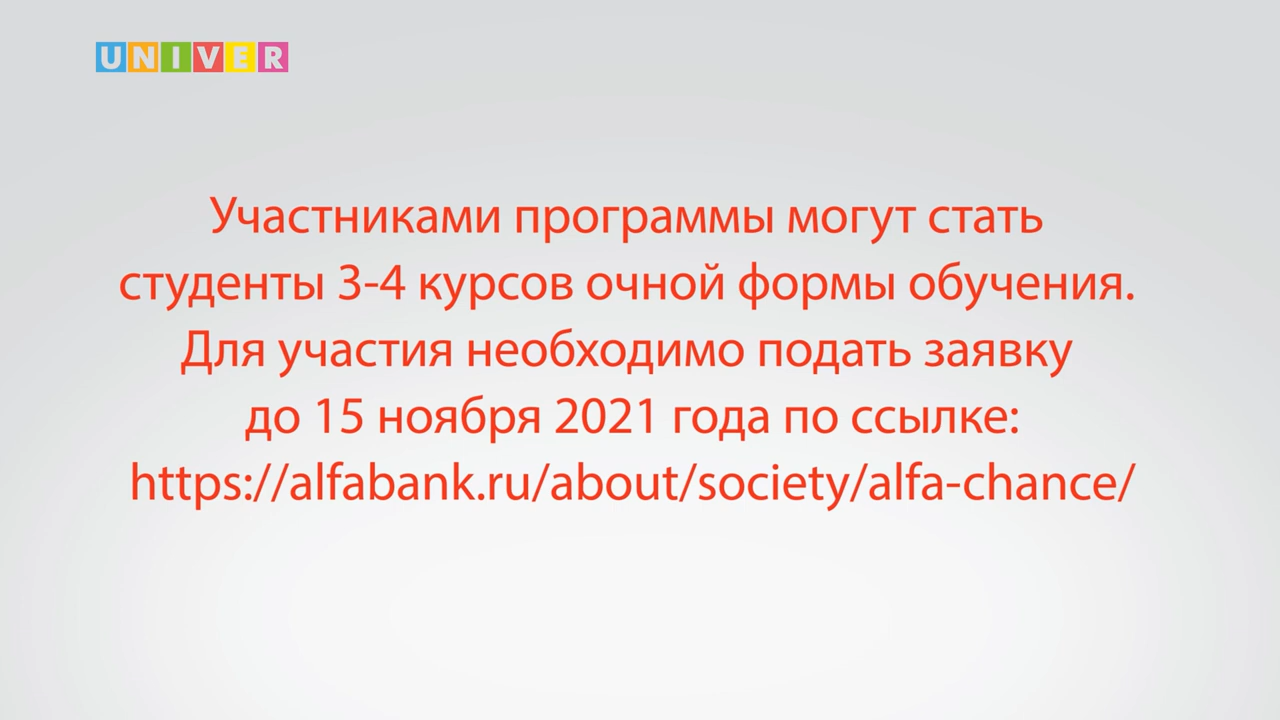 UNIVER
Участниками программы могут стать
студенты 3-4 курсов очной формы обучения.
Для участия необходимо подать заявку
до 15 ноября 2021 года по ссылке:
https://alfabank.ru/about/society/alfa-chance/